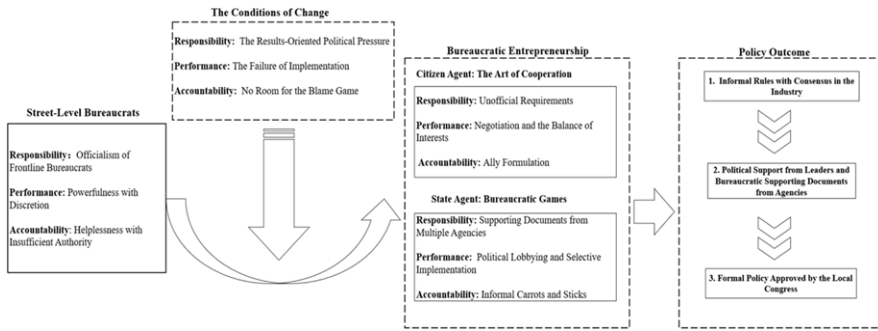 The Conditions of Change
Responsibility: The Results-Oriented Political Pressure
Performance: The Failure of Implementation
Accountability: No Room for the Blame Game
Street-Level Bureaucrats
Responsibility: Officialism of
Frontline Bureaucrats
Performance: Powerfulness with
Discretion
Accountability: Helplessness with
Insufficient Authority
Bureaucratic Entrepreneurship
Citizen Agent: The Art of Cooperation
Responsibility: Unofficial Requirements
Performance: Negotiation and the Balance of
Interests
Accountability: Ally Formulation
State Agent: Bureaucratic Games
Responsibility: Supporting Documents from
Multiple Agencies
Performance: Political Lobbying and Selective
Implementation
Accountability: Informal Carrots and Sticks
Policy Outcome
1. Informal Rules with Consensus in the
Industry
2. Political Support from Leaders and
Bureaucratic Supporting Documents
from Agencies
3. Formal Policy Approved by the Local
Congress